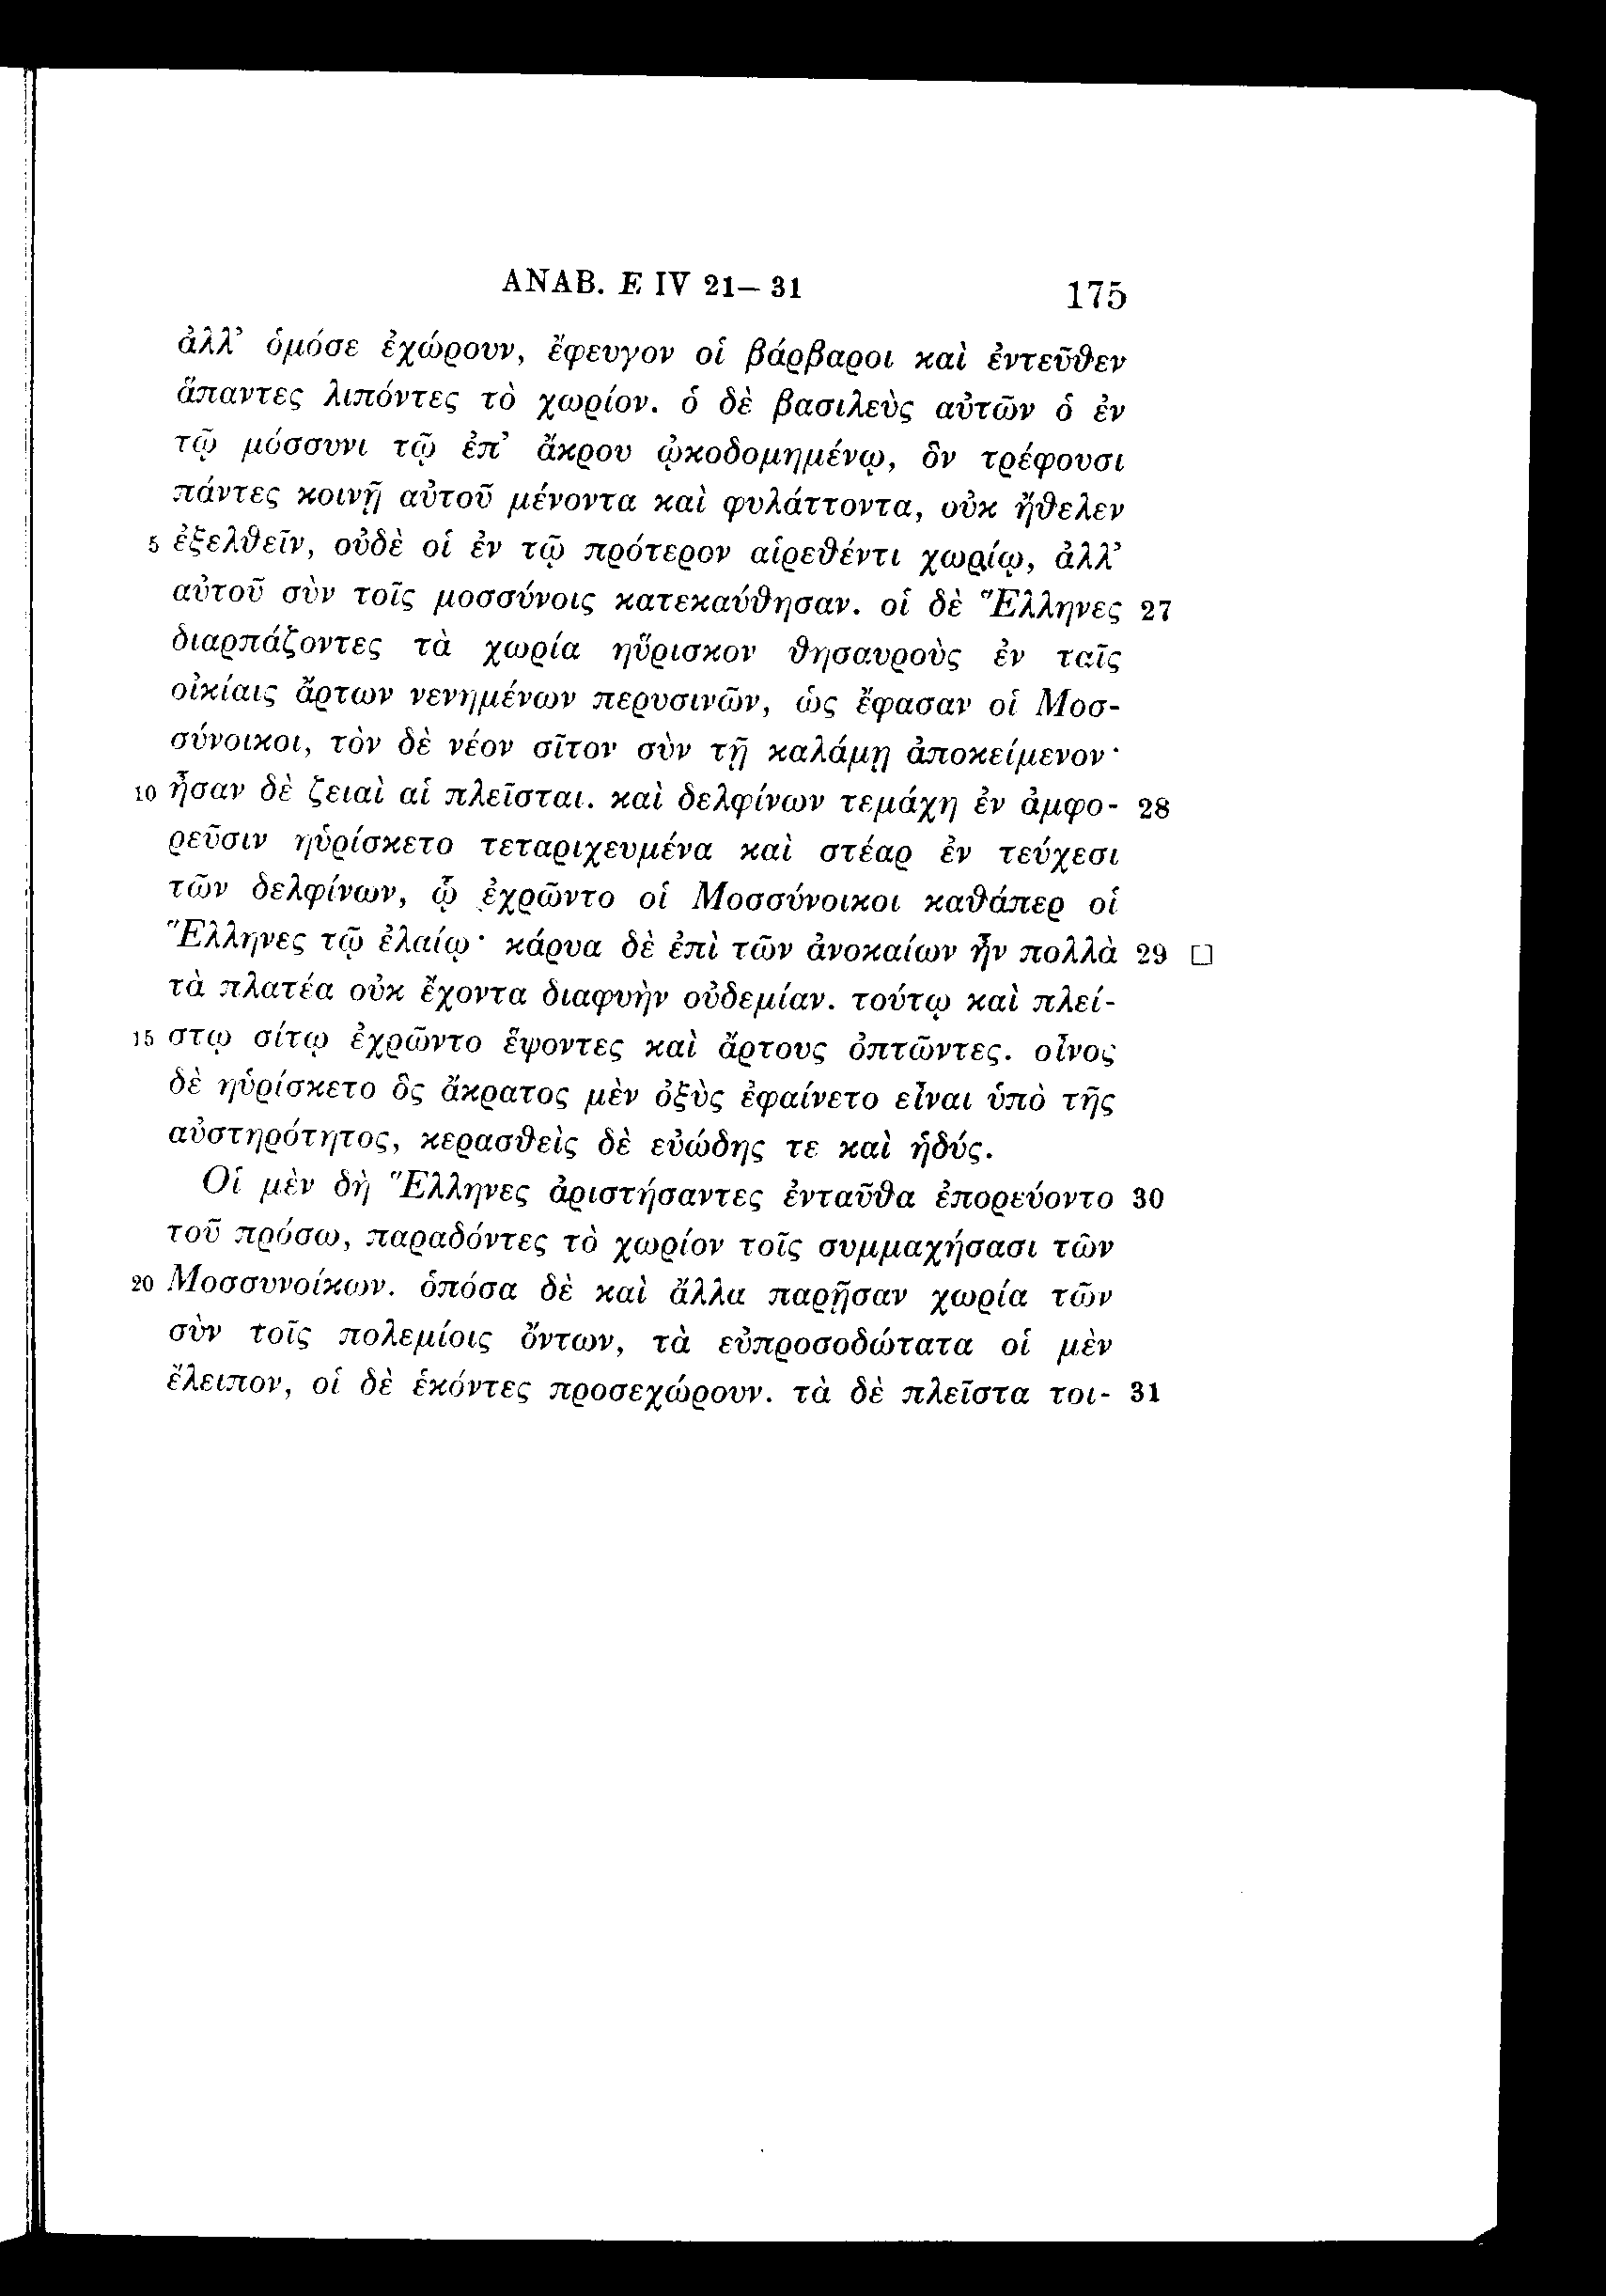 ΑΝΑΒ. Ε IV 21– 31 175
ἀλλ’ ὁμόσε ἐχώρουν, ἔφευγον οἱ βάρβαροι καὶ ἐντεῦθεν
ἅπαντες λιπόντες τὸ χωρίον. ὁ δὲ βασιλεὺς αὐτῶν ὁ ἐν
τῷ μόσσυνι τῷ ἐπ’ ἄκρου ᾠκοδομημένῳ, ὃν τρέφουσι
πάντες κοινῇ αὐτοῦ μένοντα καὶ φυλάττοντα, οὐκ ἤθελεν
5 ἐξελθεῖν, οὐδὲ οἱ ἐν τῷ πρότερον αἱρεθέντι χωρίῳ, ἀλλ’
αὐτοῦ σὺν τοῖς μοσσύνοις κατεκαύθησαν. οἱ δὲ Ἕλληνες 27
διαρπάζοντες τὰ χωρία ηὕρισκον θησαυροὺς ἐν ταῖς
οἰκίαις ἄρτων νενημένων περυσινῶν, ὡς ἔφασαν οἱ Μοσ-
σύνοικοι, τὸν δὲ νέον σῖτον σὺν τῇ καλάμῃ ἀποκείμενον·
10 ἦσαν δὲ ζειαὶ αἱ πλεῖσται. καὶ δελφίνων τεμάχη ἐν ἀμφο- 28
ρεῦσιν ηὑρίσκετο τεταριχευμένα καὶ στέαρ ἐν τεύχεσι
τῶν δελφίνων, ᾧ ἐχρῶντο οἱ Μοσσύνοικοι καθάπερ οἱ
Ἕλληνες τῷ ἐλαίῳ· κάρυα δὲ ἐπὶ τῶν ἀνοκαίων ἦν πολλὰ 29 □
τὰ πλατέα οὐκ ἔχοντα διαφυὴν οὐδεμίαν. τούτῳ καὶ πλεί-
15 στῳ σίτῳ ἐχρῶντο ἕψοντες καὶ ἄρτους ὀπτῶντες. οἶνος
δὲ ηὑρίσκετο ὃς ἄκρατος μὲν ὀξὺς ἐφαίνετο εἶναι ὑπὸ τῆς
αὐστηρότητος, κερασθεὶς δὲ εὐώδης τε καὶ ἡδύς.
Οἱ μὲν δὴ Ἕλληνες ἀριστήσαντες ἐνταῦθα ἐπορεύοντο 30
τοῦ πρόσω, παραδόντες τὸ χωρίον τοῖς συμμαχήσασι τῶν
20 Μοσσυνοίκων. ὁπόσα δὲ καὶ ἄλλα παρῇσαν χωρία τῶν
σὺν τοῖς πολεμίοις ὄντων, τὰ εὐπροσοδώτατα οἱ μὲν
ἔλειπον, οἱ δὲ ἑκόντες προσεχώρουν. τὰ δὲ πλεῖστα τοι- 31